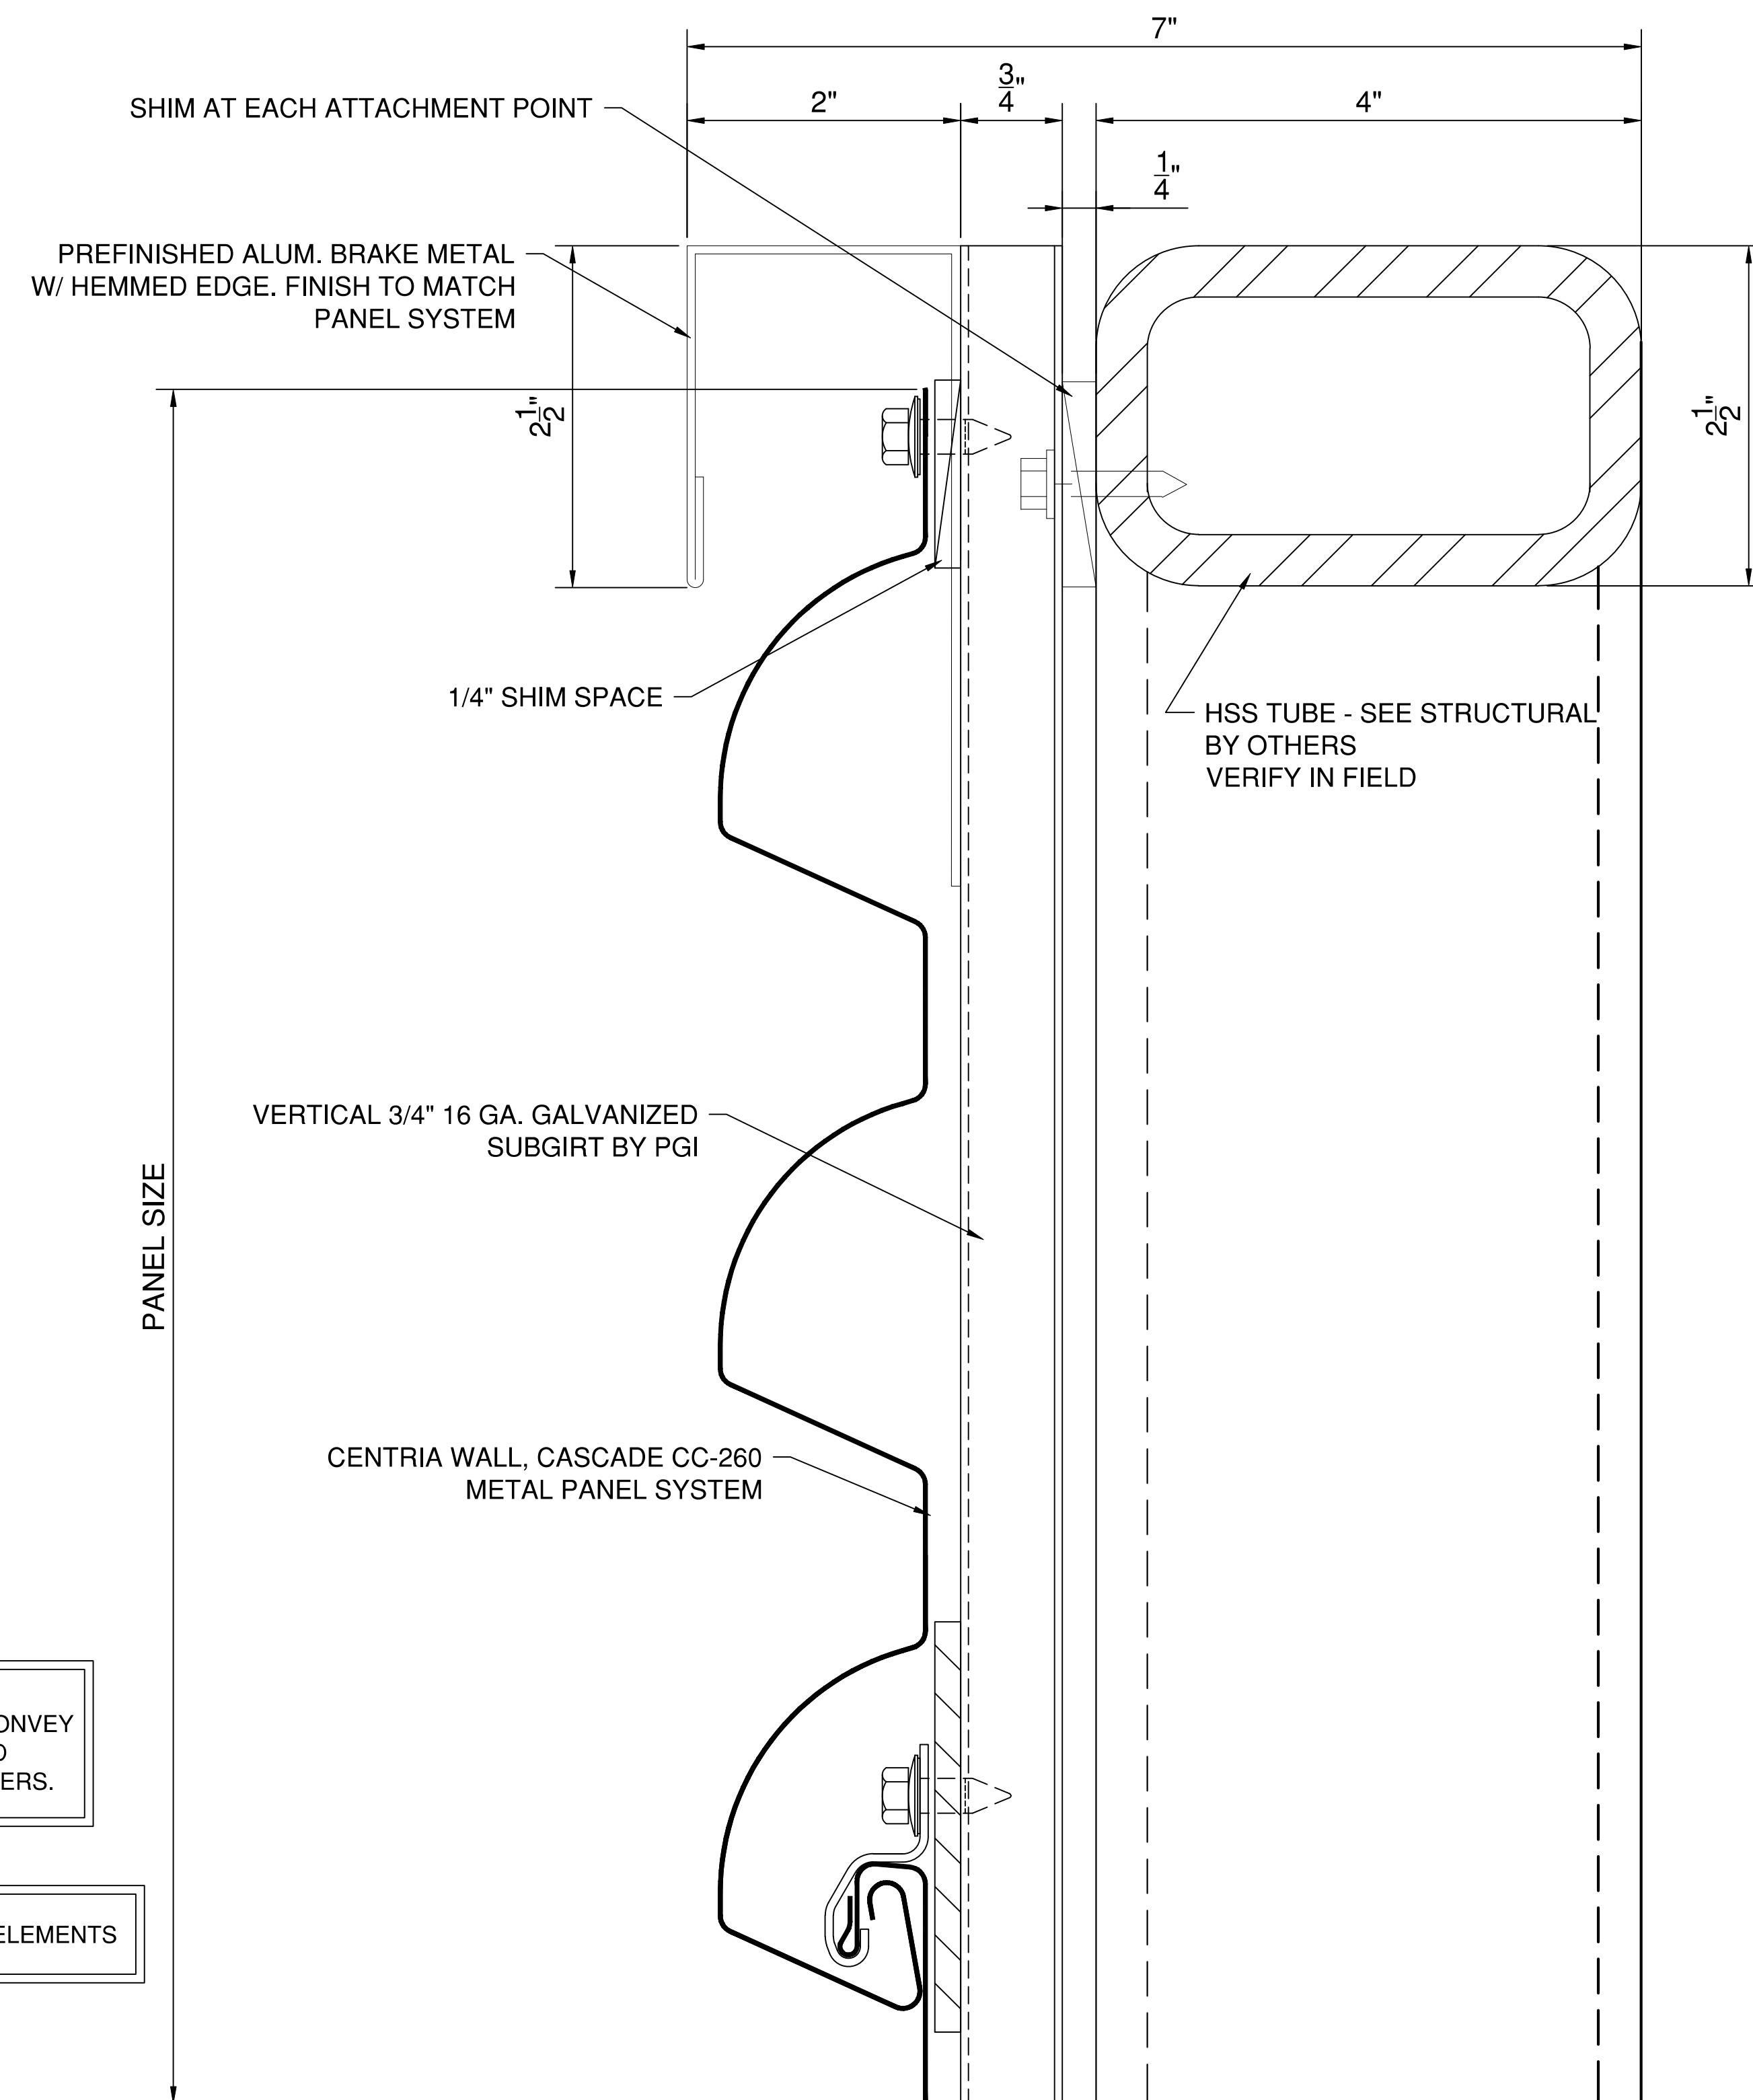 7"
SHIM AT EACH ATTACHMENT POINT
2"
3/4"
4"
1/4"
PREFINISHED ALUM. BRAKE METAL
W/ HEMMED EDGE. FINISH TO MATCH
PANEL SYSTEM
2 1/2"
2 1/2"
1/4" SHIM SPACE
HSS TUBE - SEE STRUCTURAL
BY OTHERS
VERIFY IN FIELD
VERTICAL 3/4" 16 GA. GALVANIZED
SUBGIRT BY PGI
PANEL SIZE
CENTRIA WALL, CASCADE CC-260
METAL PANEL SYSTEM
ONVEY
ERS.
ELEMENTS